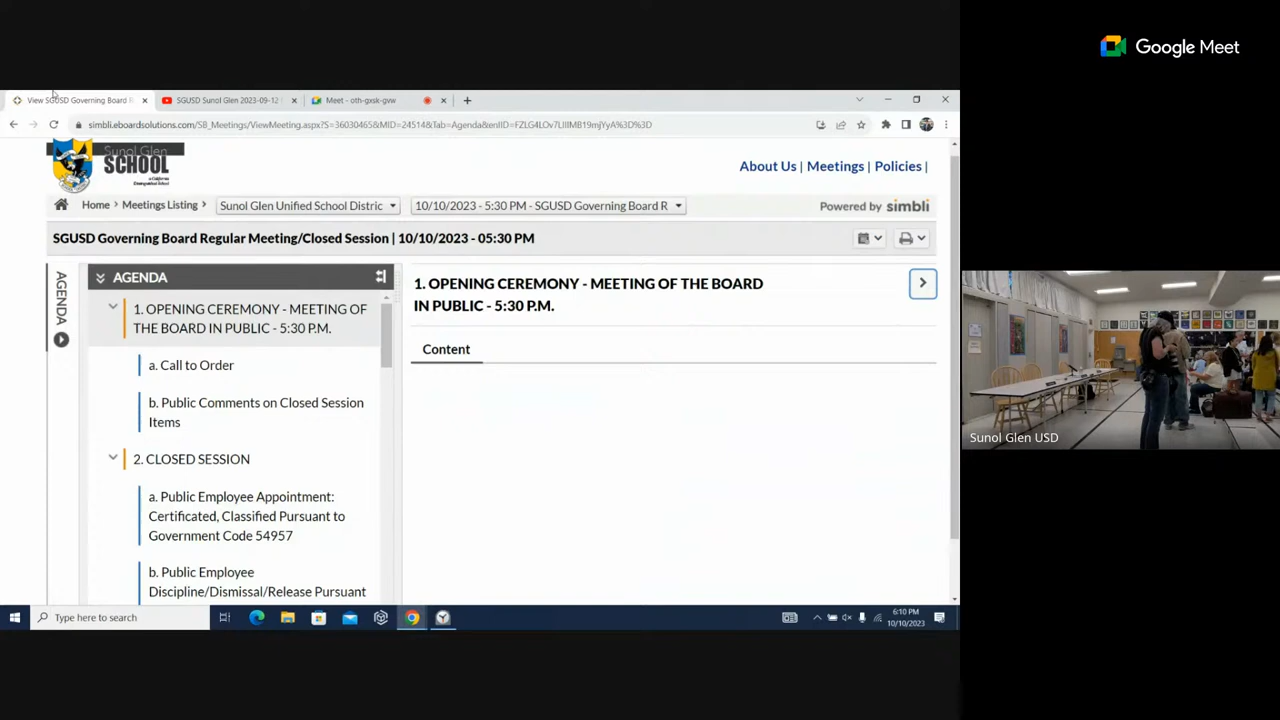 Google Meet
View SGUSD Governing Board R
SGUSD Sunol Glen 2023-09-12
Meet - oth-gxsk-gvw
simbli.eboardsolutions.com/SB_Meetings/ViewMeeting.aspx?S=36030465&MID=24514&Tab=Agenda&enIID=FZLG4LOv7LIIIMB19mjYyA%3D%3D
Sunol Glen
SCHOOL
About Us | Meetings | Policies |
Home > Meetings Listing >
Sunol Glen Unified School Distric
10/10/2023 - 5:30 PM - SGUSD Governing Board R
Powered by simbli
SGUSD Governing Board Regular Meeting/Closed Session | 10/10/2023 - 05:30 PM
AGENDA
AGENDA
1. OPENING CEREMONY - MEETING OF
THE BOARD IN PUBLIC - 5:30 P.M.
a. Call to Order
b. Public Comments on Closed Session
Items
2. CLOSED SESSION
a. Public Employee Appointment:
Certificated, Classified Pursuant to
Government Code 54957
b. Public Employee
Discipline/Dismissal/Release Pursuant
1. OPENING CEREMONY - MEETING OF THE BOARD
IN PUBLIC - 5:30 P.M.
Content
Sunol Glen USD
Type here to search
6:10 PM
10/10/2023